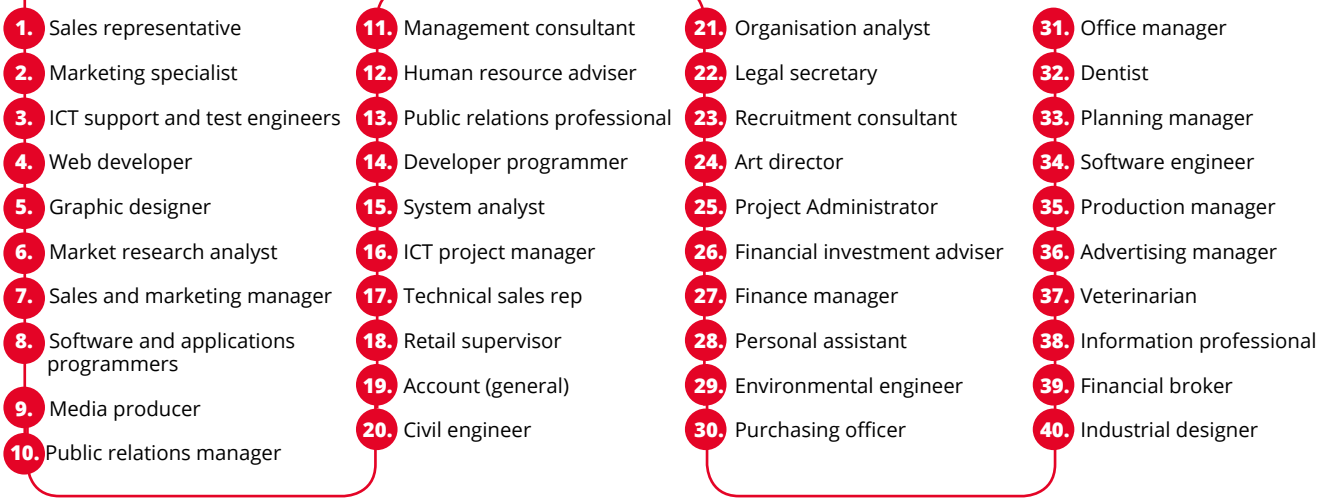 1. Sales representative
2. Marketing specialist
3. ICT support and test engineers
4. Web developer
5. Graphic designer
6. Market research analyst
7. Sales and marketing manager
8. Software and applications
programmers
9. Media producer
10. Public relations manager
11. Management consultant
12. Human resource adviser
13. Public relations professional
14. Developer programmer
15. System analyst
16. ICT project manager
17. Technical sales rep
18. Retail supervisor
19. Account (general)
20. Civil engineer
21. Organisation analyst
22. Legal secretary
23. Recruitment consultant
24. Art director
25. Project Administrator
26. Financial investment adviser
27. Finance manager
28. Personal assistant
29. Environmental engineer
30. Purchasing officer
31. Office manager
32. Dentist
33. Planning manager
34. Software engineer
35. Production manager
36. Advertising manager
37. Veterinarian
38. Information professional
39. Financial broker
40. Industrial designer